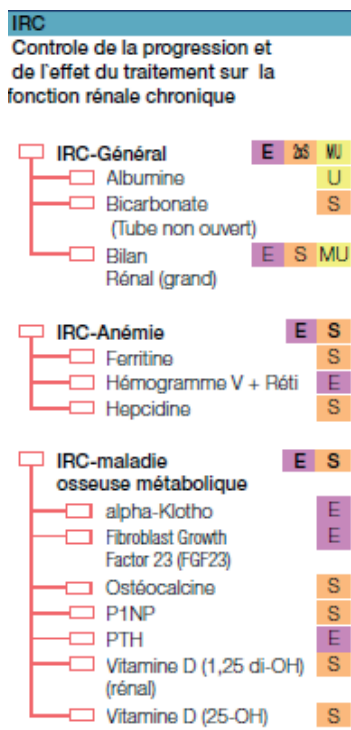 IRC
Controle de la progression et
de l'effet du traitement sur la
fonction rénale chronique
IRC-Général E 2xS MU
Albumine U
Bicarbonate S
(Tube non ouvert)
Bilan E S MU
Rénal (grand)
IRC-Anémie E S
Ferritine S
Hémogramme V + Réti E
Hepcidine S
IRC-maladie E S
osseuse métabolique
alpha-Klotho E
Fibroblast Growth E
Factor 23 (FGF23)
Ostéocalcine S
P1NP S
PTH E
Vitamine D (1,25 di-OH) S
(rénal)
Vitamine D (25-OH) S